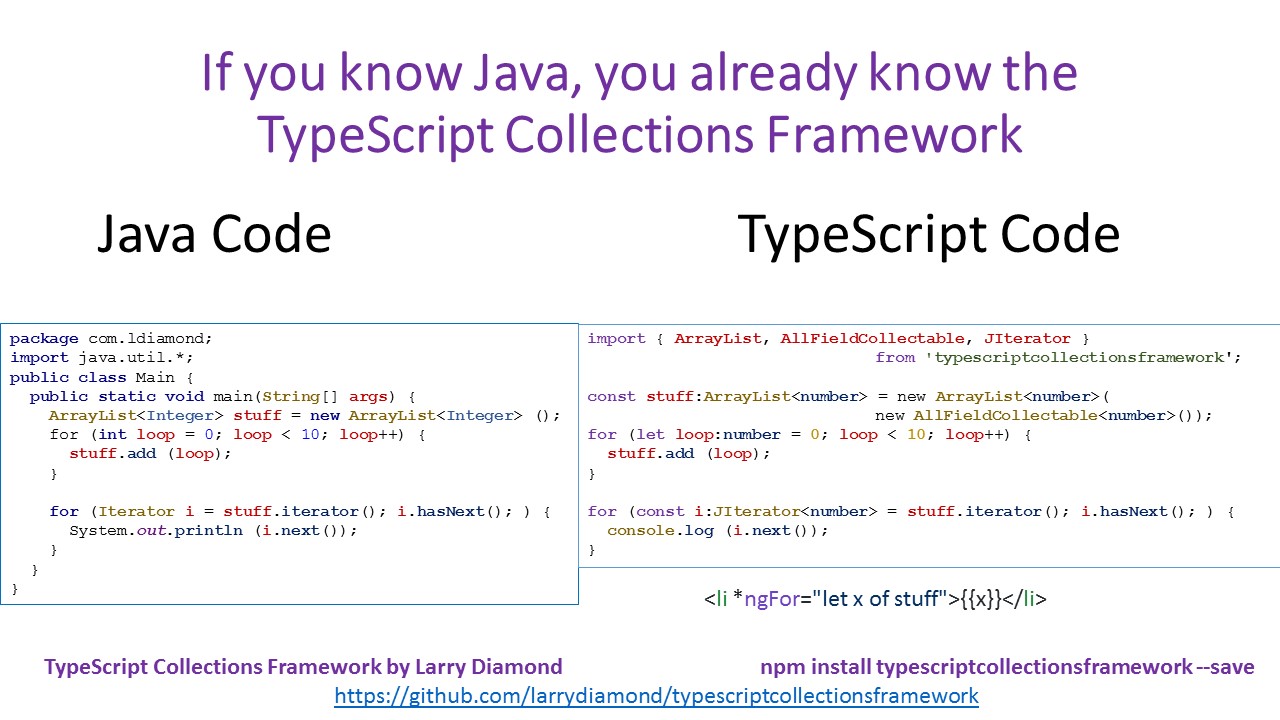 If you know Java, you already know the
TypeScript Collections Framework
Java Code
TypeScript Code
package com.ldiamond;
import java.util.*;
public class Main {
  public static void main(String[] args) {
    ArrayList<Integer> stuff = new ArrayList<Integer> ();
    for (int loop = 0; loop < 10; loop++) {
      stuff.add (loop);
    }

    for (Iterator i = stuff.iterator(); i.hasNext(); ) {
      System.out.println (i.next());
    }
  }
}
import { ArrayList, AllFieldCollectable, JIterator }
                             from 'typescriptcollectionsframework';

const stuff:ArrayList<number> = new ArrayList<number>(
                             new AllFieldCollectable<number>());
for (let loop:number = 0; loop < 10; loop++) {
  stuff.add (loop);
}

for (const i:JIterator<number> = stuff.iterator(); i.hasNext(); ) {
  console.log (i.next());
}
<li *ngFor="let x of stuff">{{x}}</li>
TypeScript Collections Framework by Larry Diamond
npm install typescriptcollectionsframework --save
https://github.com/larrydiamond/typescriptcollectionsframework